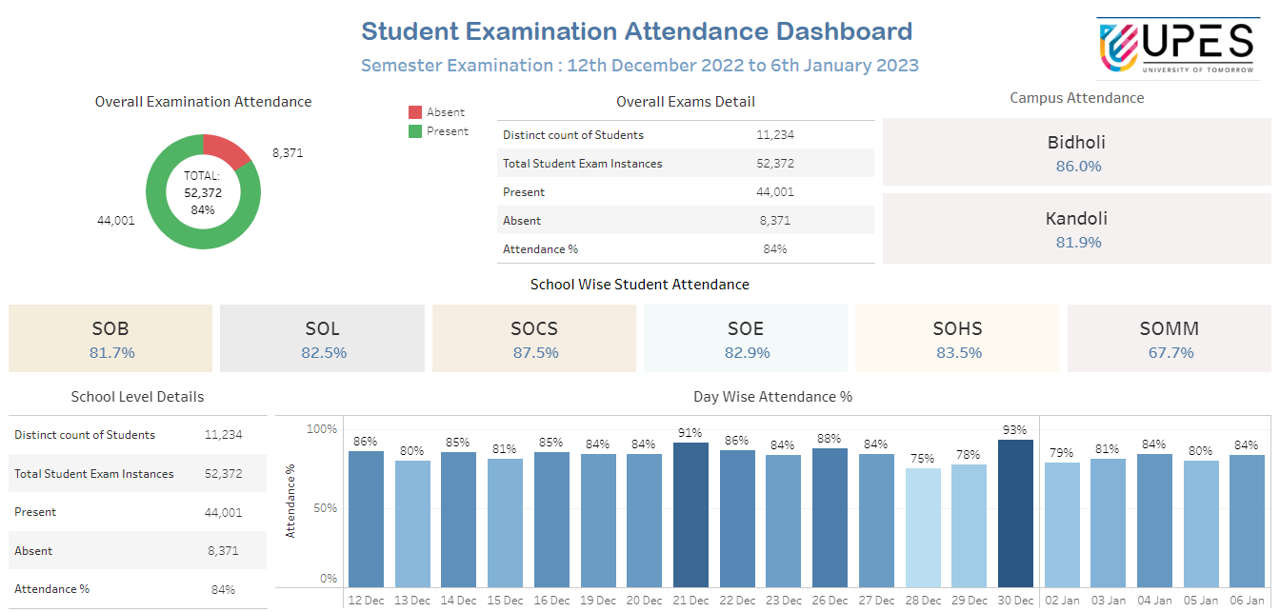 Student Examination Attendance Dashboard
Semester Examination : 12th December 2022 to 6th January 2023
UPES
UNIVERSITY OF TOMORROW
Overall Examination Attendance
Absent
Present
8,371
TOTAL:
52,372
84%
44,001
Overall Exams Detail
Distinct count of Students 11,234
Total Student Exam Instances 52,372
Present 44,001
Absent 8,371
Attendance % 84%
Campus Attendance
Bidholi
86.0%
Kandoli
81.9%
School Wise Student Attendance
SOB
81.7%
SOL
82.5%
SOCS
87.5%
SOE
82.9%
SOHS
83.5%
SOMM
67.7%
School Level Details
Distinct count of Students 11,234
Total Student Exam Instances 52,372
Present 44,001
Absent 8,371
Attendance % 84%
Day Wise Attendance %
Attendance %
100%
50%
0%
86% 80% 85% 81% 85% 84% 84% 91% 86% 84% 88% 84% 75% 78% 93% 79% 81% 84% 80% 84%
12 Dec 13 Dec 14 Dec 15 Dec 16 Dec 19 Dec 20 Dec 21 Dec 22 Dec 23 Dec 26 Dec 27 Dec 28 Dec 29 Dec 30 Dec 02 Jan 03 Jan 04 Jan 05 Jan 06 Jan